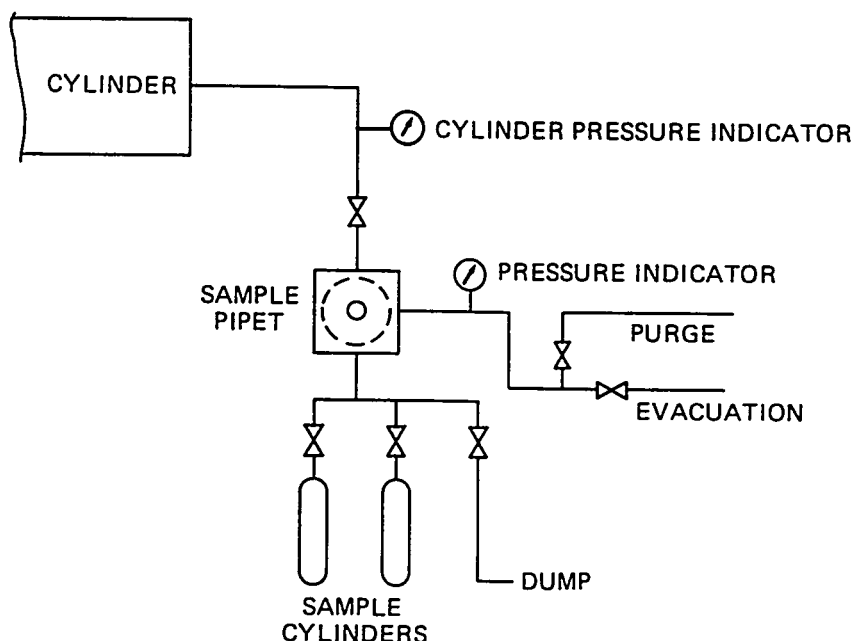 CYLINDER
CYLINDER PRESSURE INDICATOR
PRESSURE INDICATOR
SAMPLE
PIPET
PURGE
EVACUATION
DUMP
SAMPLE
CYLINDERS